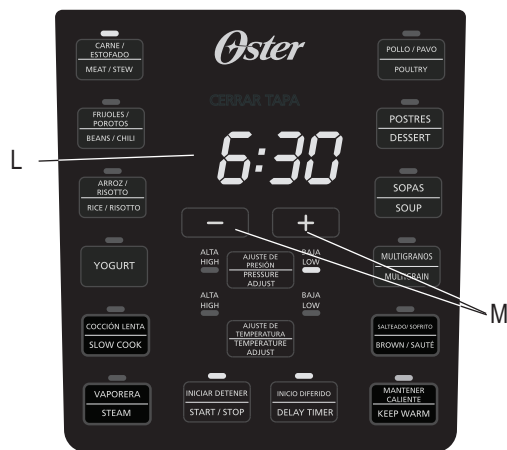 Oster
CERRAR TAPA
L
6:30
CARNE /
ESTOFADO
MEAT / STEW
FRIJOLES /
POROTOS
BEANS / CHILI
ARROZ /
RISOTTO
RICE / RISOTTO
YOGURT
COCCIÓN LENTA
SLOW COOK
VAPORERA
STEAM
−
+
ALTA
HIGH
AJUSTE DE
PRESIÓN
PRESSURE
ADJUST
BAJA
LOW
ALTA
HIGH
AJUSTE DE
TEMPERATURA
TEMPERATURE
ADJUST
BAJA
LOW
INICIAR DETENER
START / STOP
INICIO DIFERIDO
DELAY TIMER
POLLO / PAVO
POULTRY
POSTRES
DESSERT
SOPAS
SOUP
MULTIGRANOS
MULTIGRAIN
M
SALTEADO/ SOFRITO
BROWN / SAUTÉ
MANTENER
CALIENTE
KEEP WARM